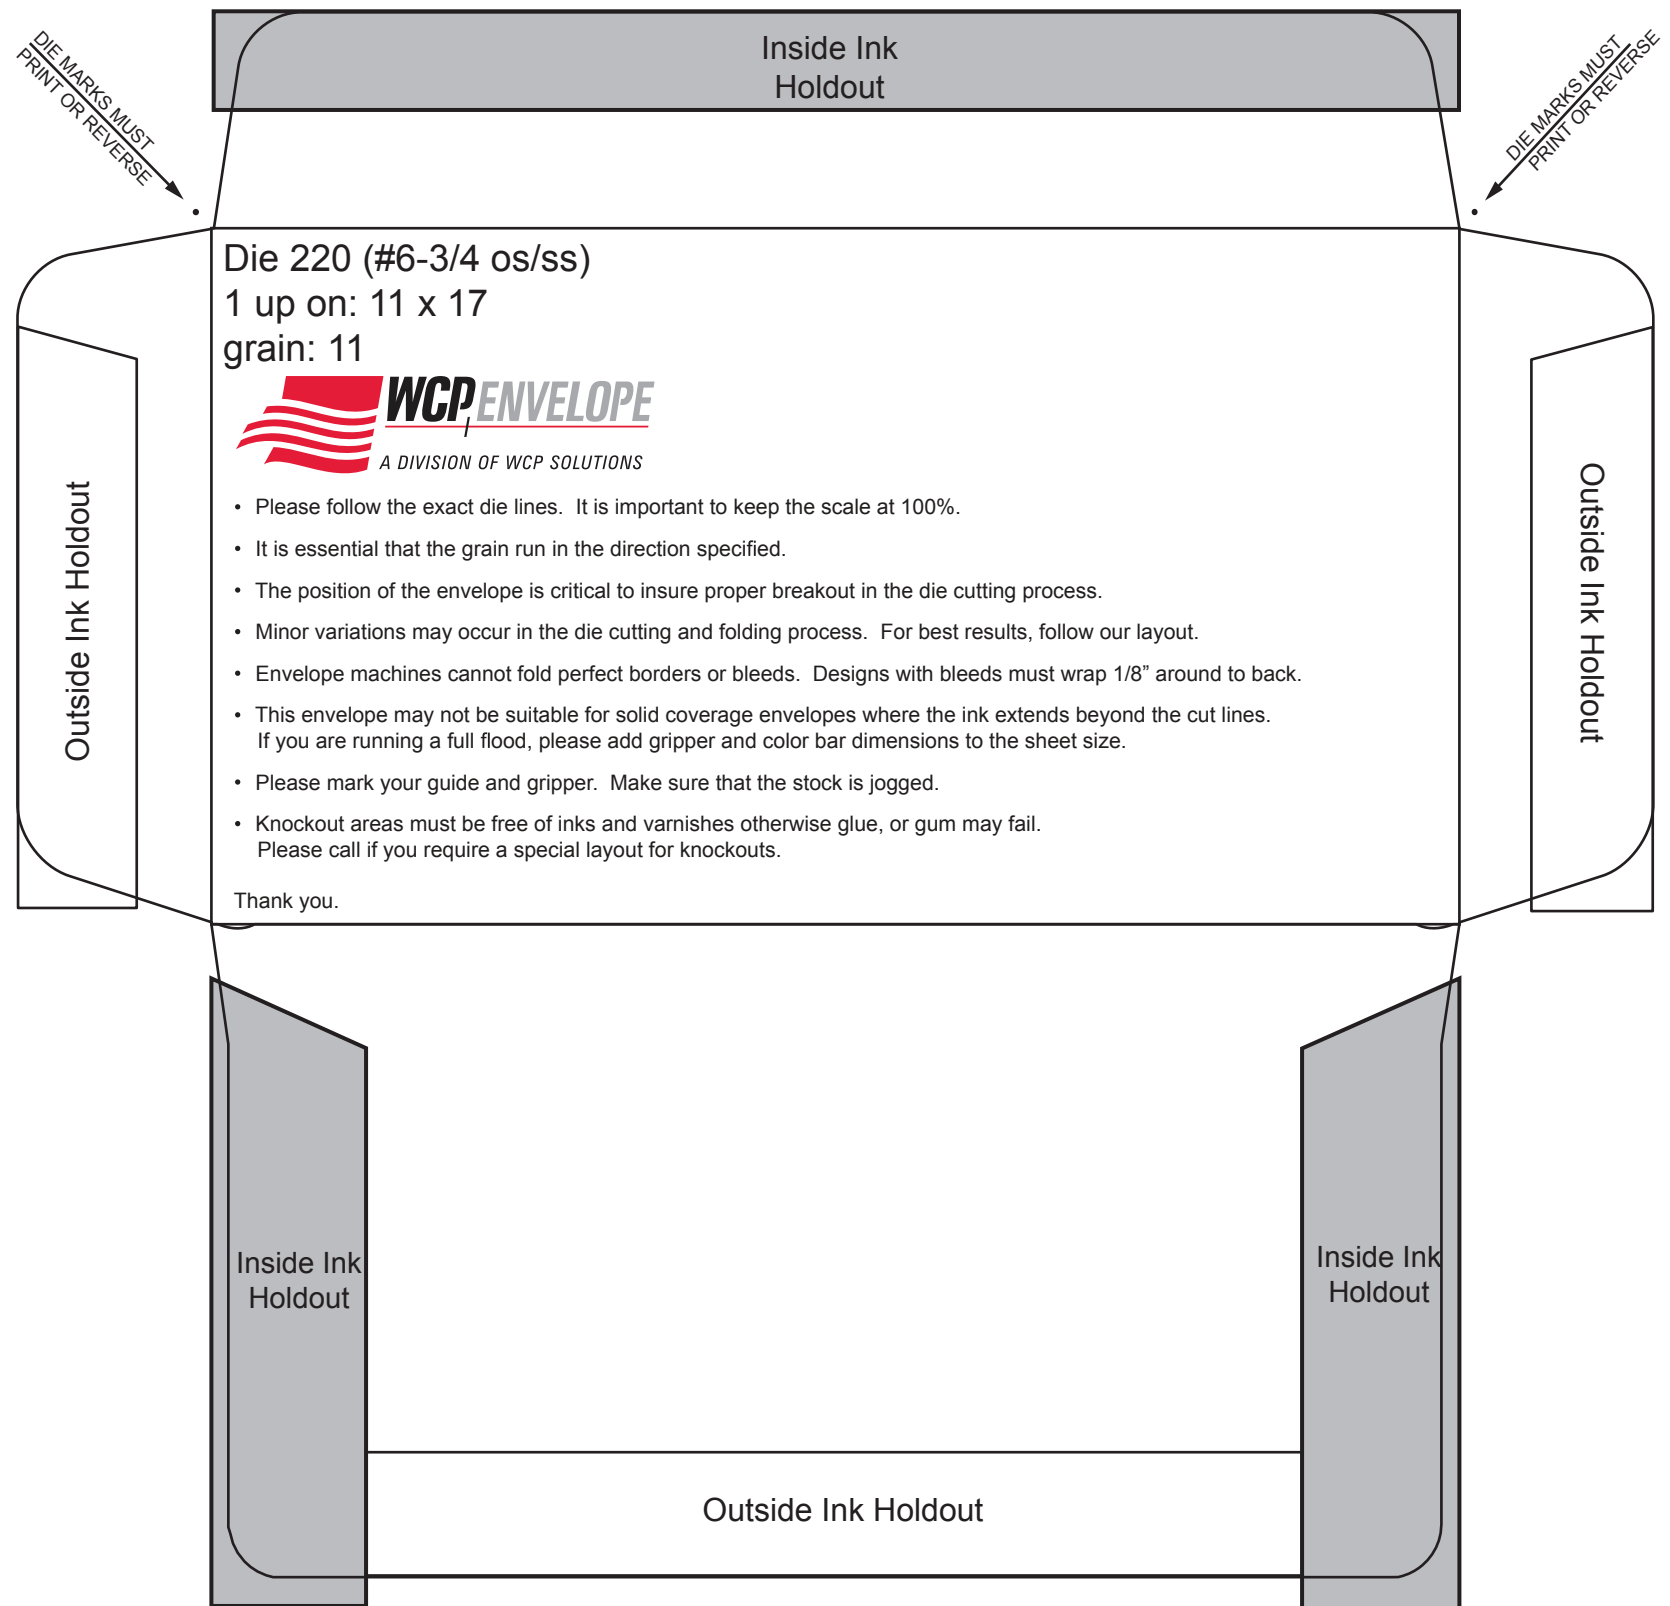 Inside Ink
Holdout
DIE MARKS MUST
PRINT OR REVERSE
DIE MARKS MUST
PRINT OR REVERSE
Die 220 (#6-3/4 os/ss)
1 up on: 11 x 17
grain: 11
WCP ENVELOPE
A DIVISION OF WCP SOLUTIONS
• Please follow the exact die lines.  It is important to keep the scale at 100%.
• It is essential that the grain run in the direction specified.
• The position of the envelope is critical to insure proper breakout in the die cutting process.
• Minor variations may occur in the die cutting and folding process.  For best results, follow our layout.
• Envelope machines cannot fold perfect borders or bleeds.  Designs with bleeds must wrap 1/8” around to back.
• This envelope may not be suitable for solid coverage envelopes where the ink extends beyond the cut lines.
If you are running a full flood, please add gripper and color bar dimensions to the sheet size.
• Please mark your guide and gripper.  Make sure that the stock is jogged.
• Knockout areas must be free of inks and varnishes otherwise glue, or gum may fail.
Please call if you require a special layout for knockouts.
Thank you.
Outside Ink Holdout
Outside Ink Holdout
Inside Ink
Holdout
Inside Ink
Holdout
Outside Ink Holdout